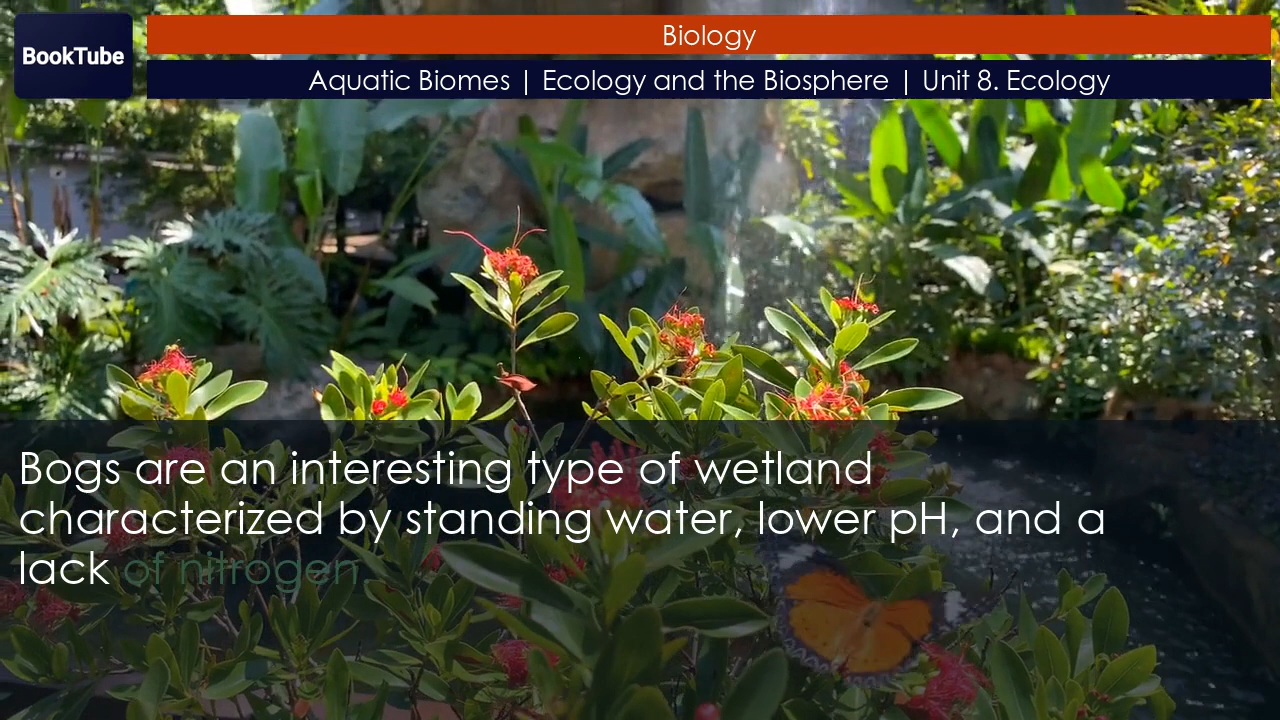 BookTube
Biology
Aquatic Biomes | Ecology and the Biosphere | Unit 8. Ecology
Bogs are an interesting type of wetland
characterized by standing water, lower pH, and a
lack of nitrogen.